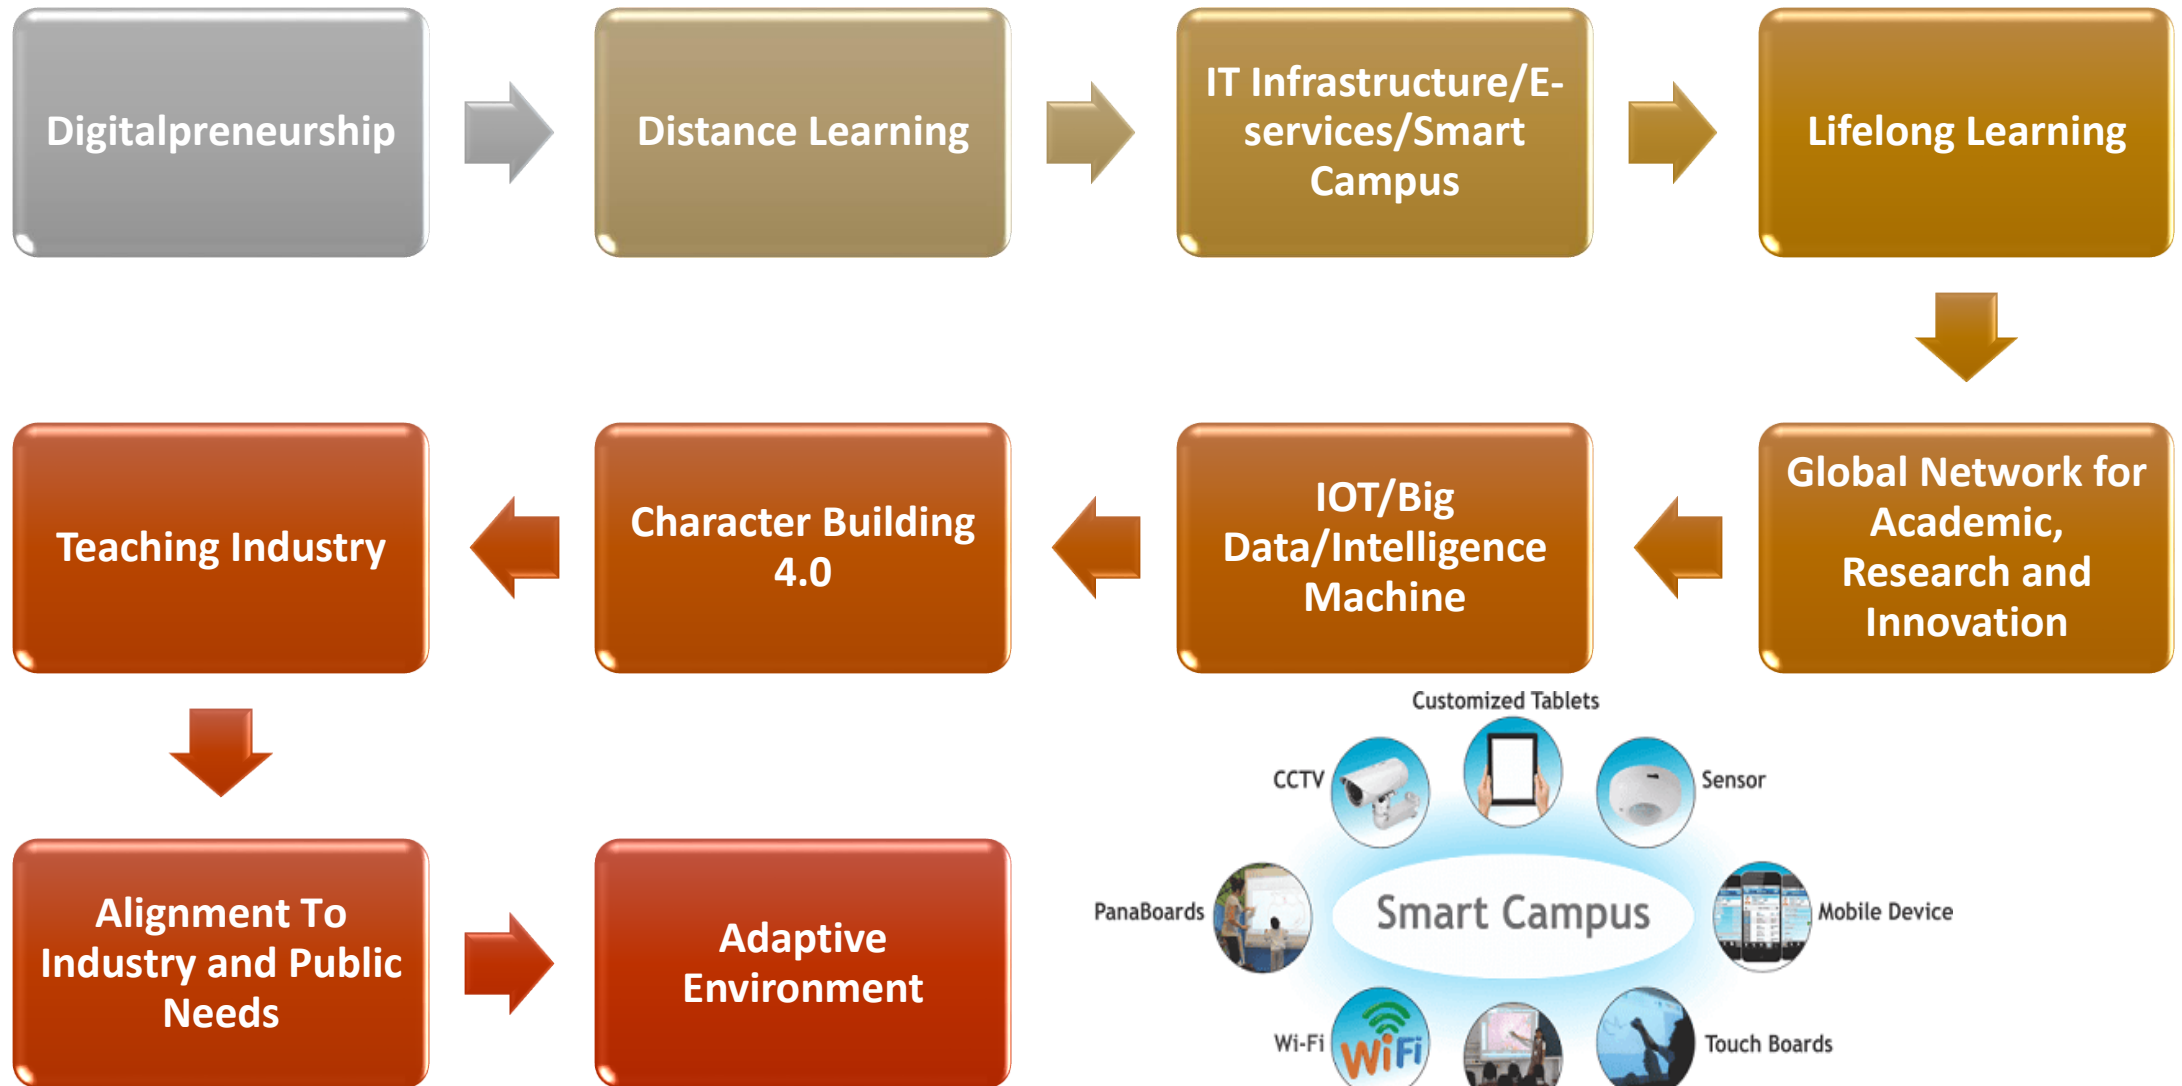 Digitalpreneurship
Distance Learning
IT Infrastructure/E-
services/Smart
Campus
Lifelong Learning
Global Network for
Academic,
Research and
Innovation
IOT/Big
Data/Intelligence
Machine
Character Building
4.0
Teaching Industry
Alignment To
Industry and Public
Needs
Adaptive
Environment
Customized Tablets
CCTV
Sensor
PanaBoards
Smart Campus
Mobile Device
Wi-Fi
WiFi
Touch Boards